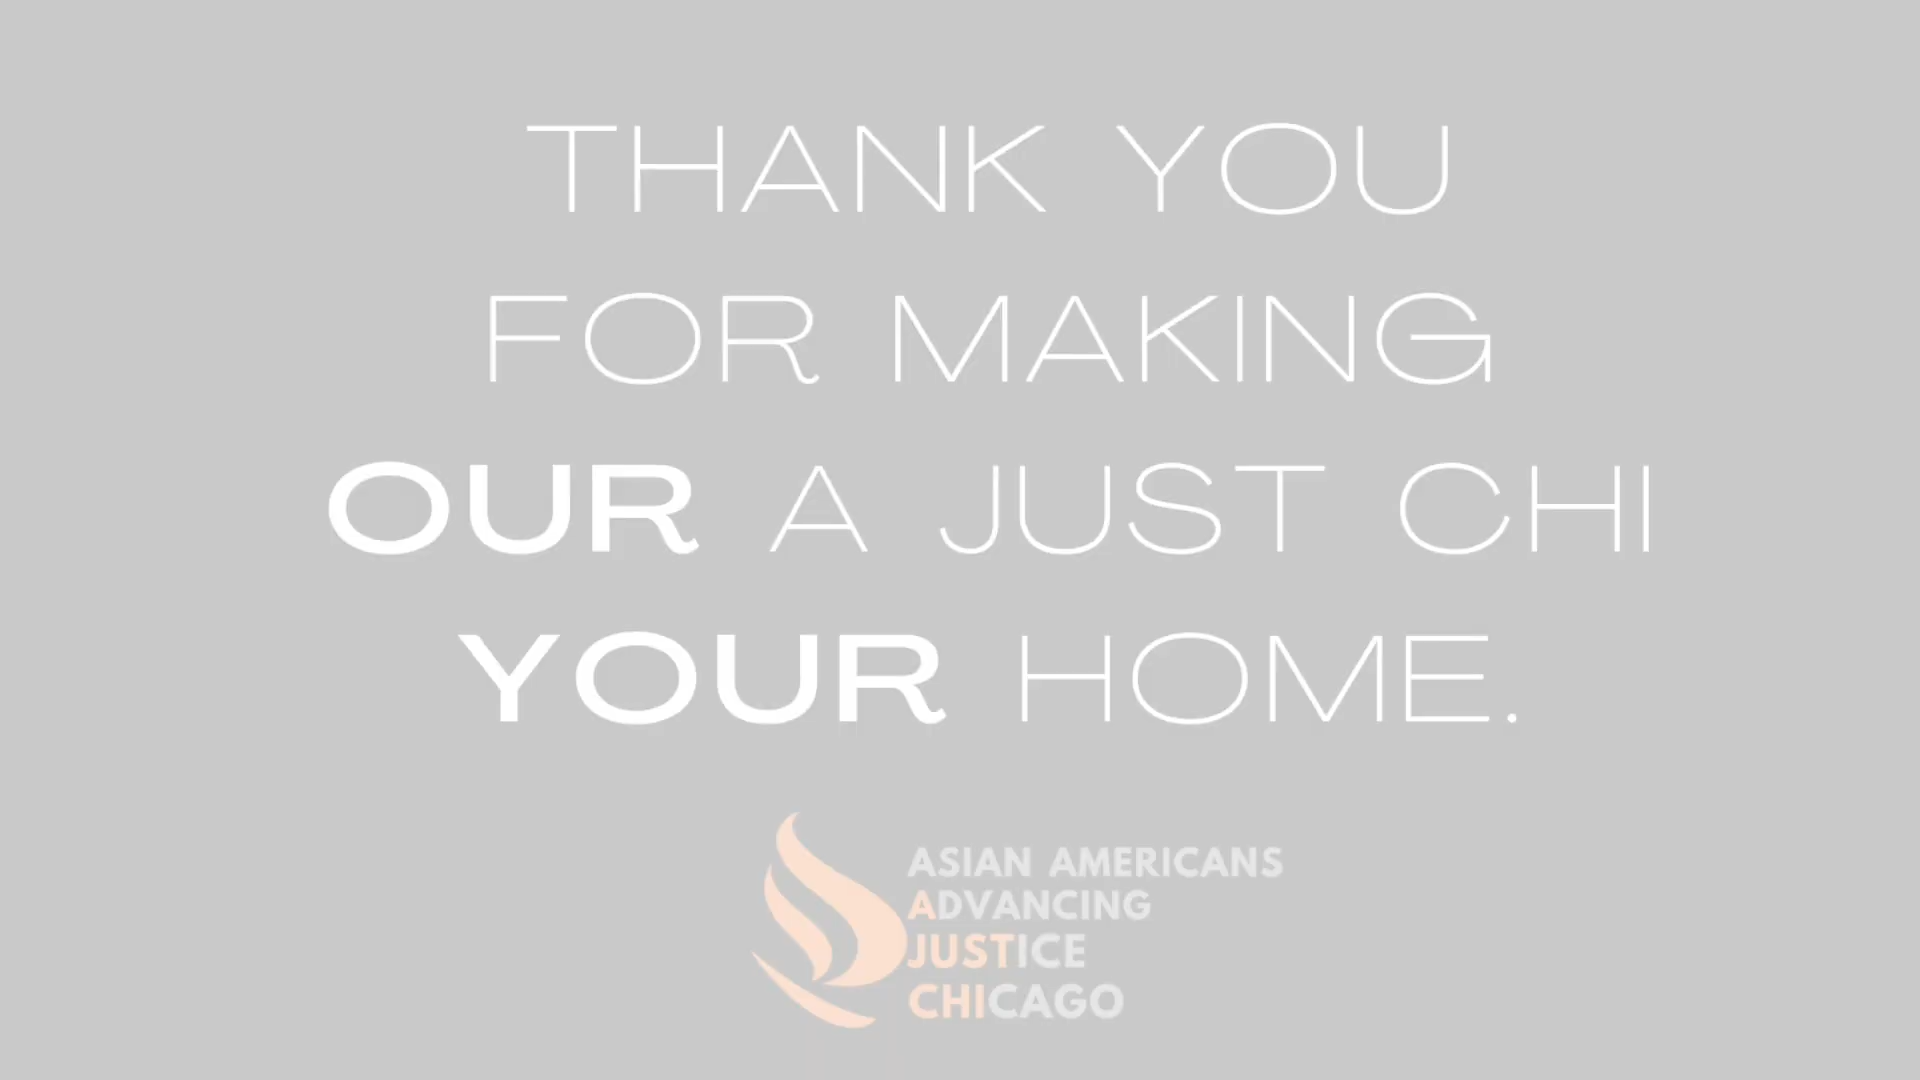 THANK YOU
FOR MAKING
OUR A JUST CHI
YOUR HOME.
ASIAN AMERICANS
ADVANCING
JUSTICE
CHICAGO